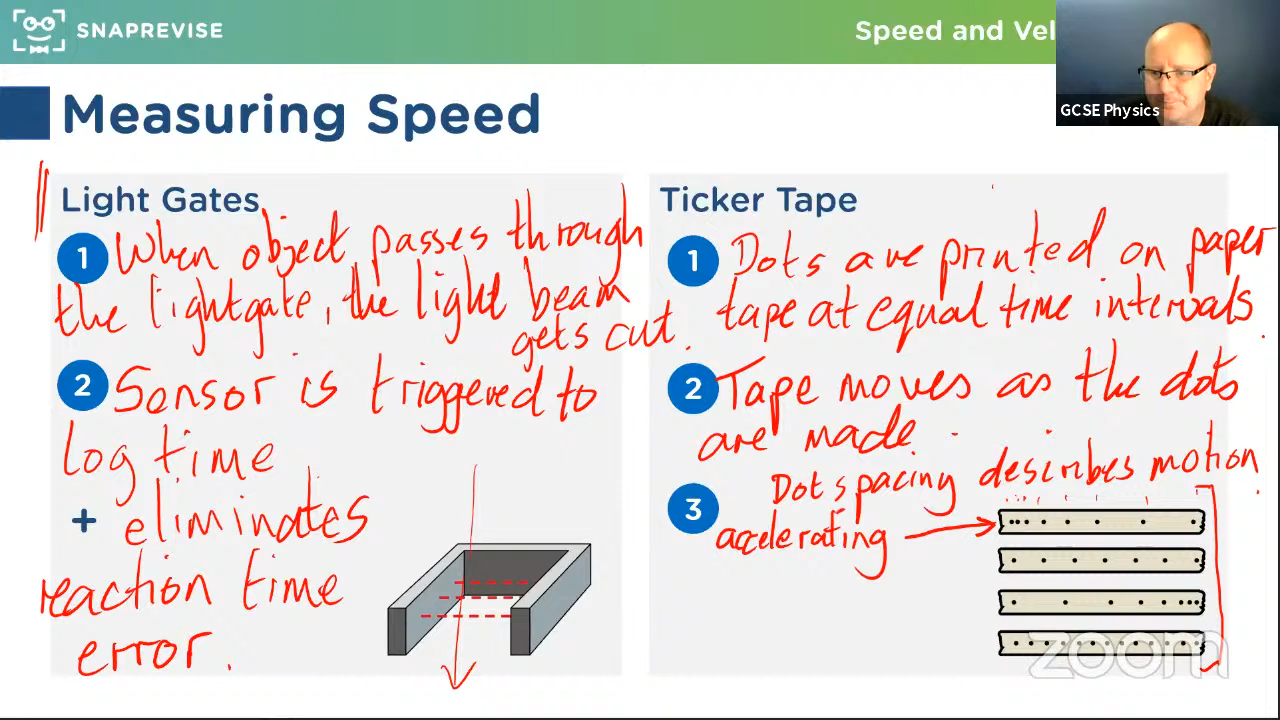 SNAPREVISE
Speed and Vel
GCSE Physics
Measuring Speed
Light Gates
1 When object passes through
the lightgate, the light beam
gets cut.
2 Sensor is triggered to
log time
+ eliminates
reaction time
error.
Ticker Tape
1 Dots are printed on paper
tape at equal time intervals.
2 Tape moves as the dots
are made.
3 Dot spacing describes motion.
accelerating
zoom